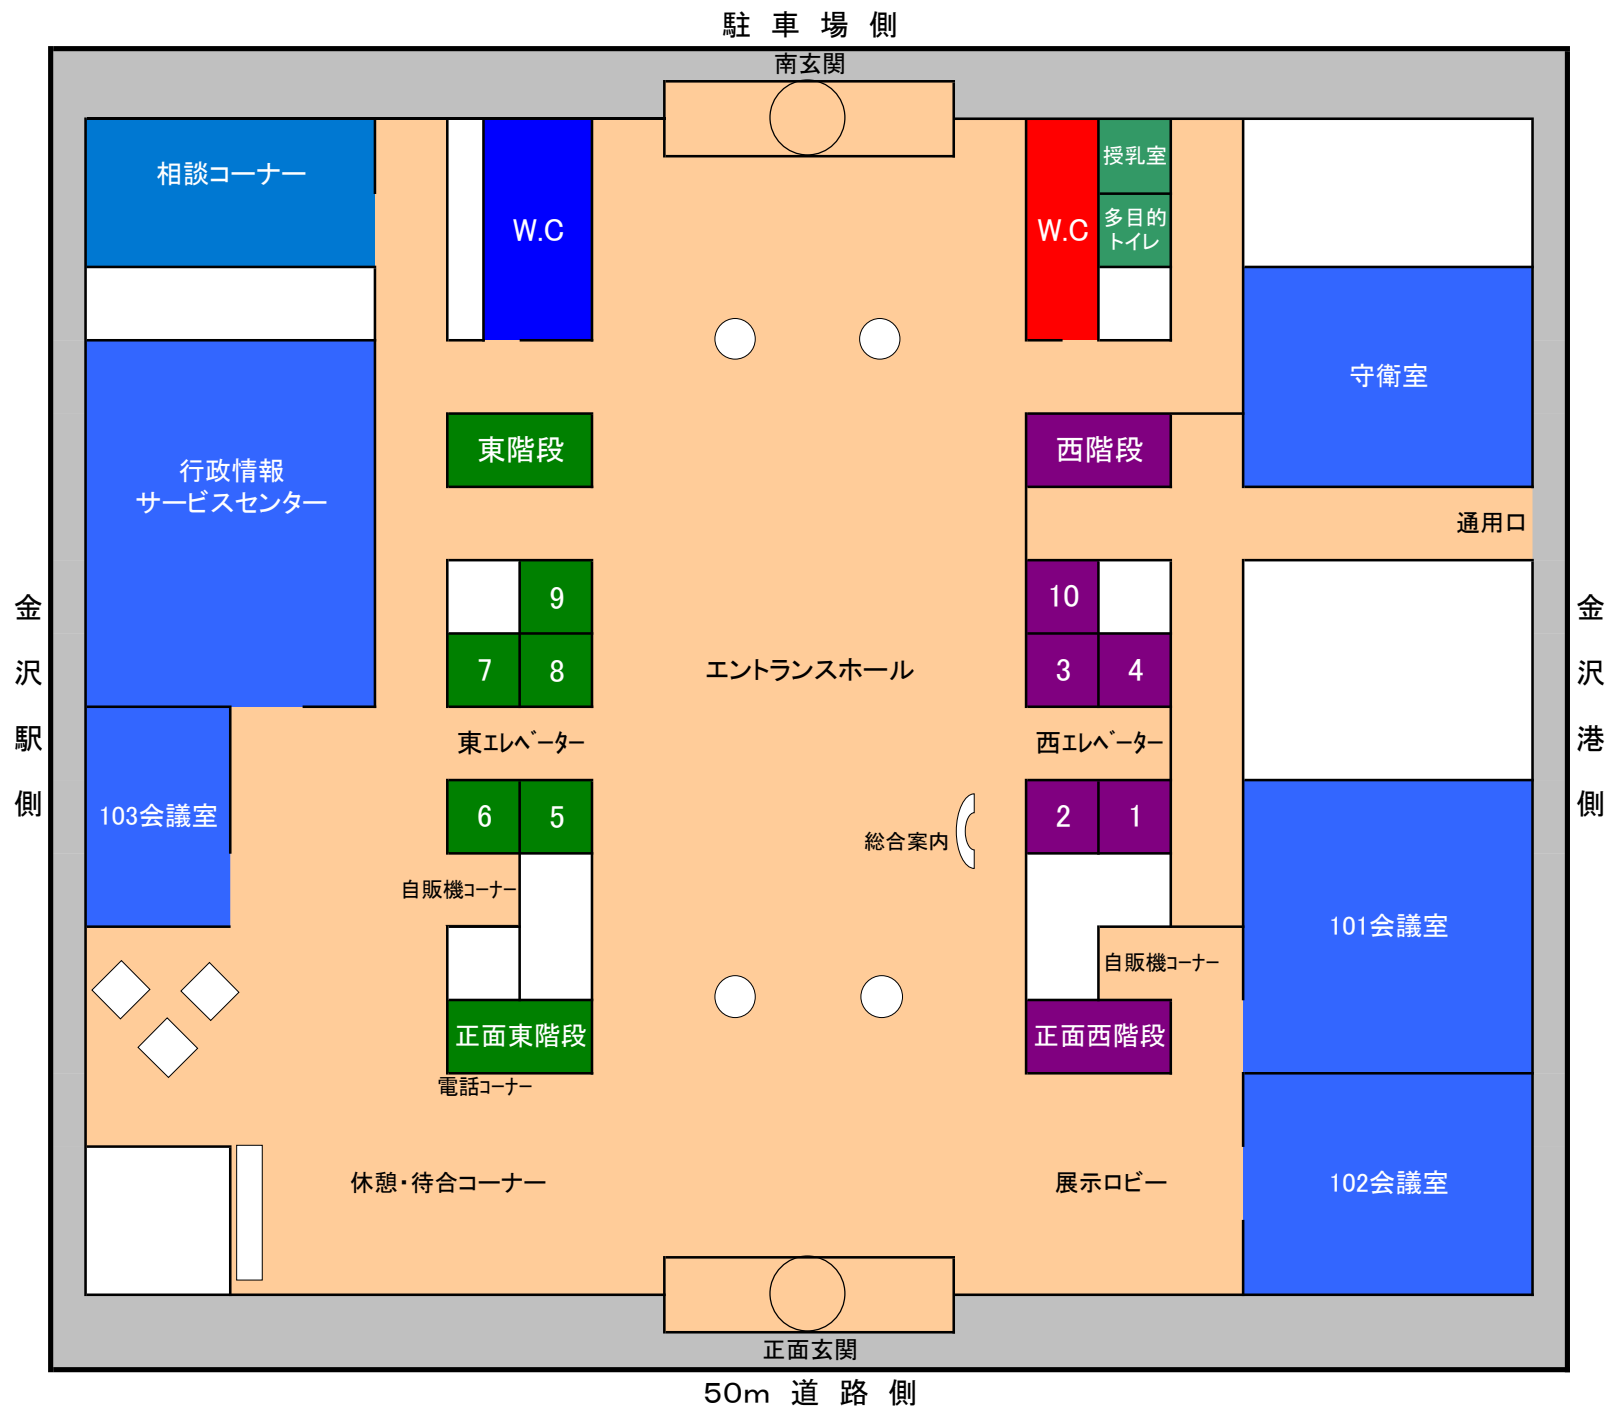 駐車場側
南玄関
相談コーナー
W.C
W.C
授乳室
多目的
トイレ
守衛室
東階段
西階段
行政情報
サービスセンター
通用口
金沢駅側
金沢港側
9
10
7
8
エントランスホール
3
4
東エレベーター
西エレベーター
103会議室
6
5
総合案内
2
1
自販機コーナー
101会議室
自販機コーナー
正面東階段
正面西階段
電話コーナー
休憩・待合コーナー
展示ロビー
102会議室
正面玄関
50m道路側